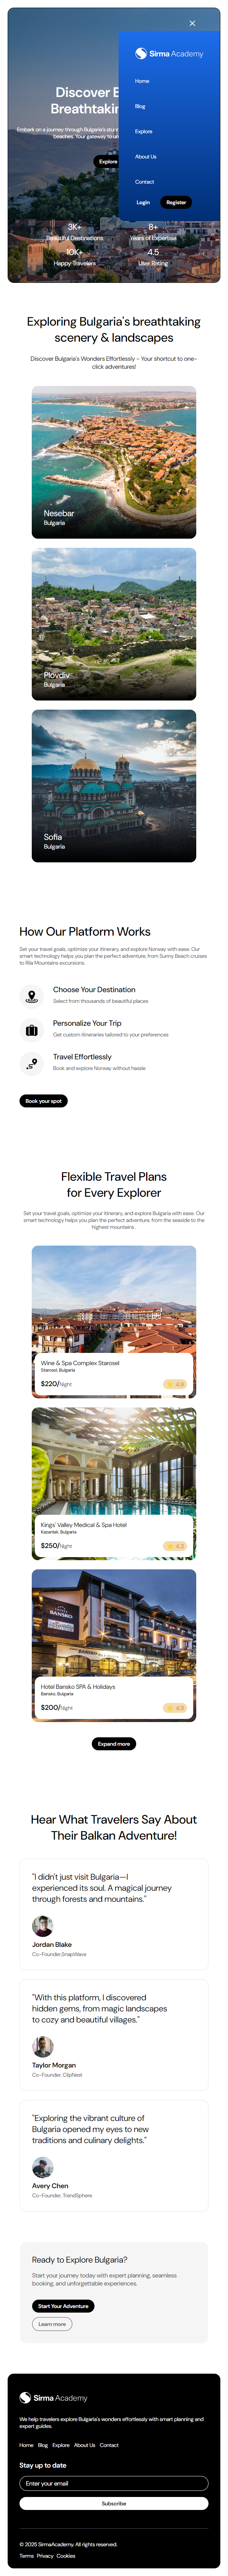 Sirma Academy
Home
Blog
Explore
About Us
Contact
Login
Register
Discover B
Breathtakin
Embark on a journey through Bulgaria's stun
beaches. Your gateway to un
Explore
3K+
Beautiful Destinations
8+
Years of Expertise
10K+
Happy Travelers
4.5
User Rating
Exploring Bulgaria's breathtaking
scenery & landscapes
Discover Bulgaria's Wonders Effortlessly - Your shortcut to one-
click adventures!
Nesebar
Bulgaria
Plovdiv
Bulgaria
Sofia
Bulgaria
How Our Platform Works
Set your travel goals, optimize your itinerary, and explore Norway with ease. Our
smart technology helps you plan the perfect adventure, from Sunny Beach cruises
to Rila Mountains excursions.
Choose Your Destination
Select from thousands of beautiful places
Personalize Your Trip
Get custom itineraries tailored to your preferences
Travel Effortlessly
Book and explore Norway without hassle
Book your spot
Flexible Travel Plans
for Every Explorer
Set your travel goals, optimize your itinerary, and explore Bulgaria with ease. Our
smart technology helps you plan the perfect adventure, from the seaside to the
highest mountains .
Wine & Spa Complex Starosel
Starosel, Bulgaria
$220/Night
4.9
Kings' Valley Medical & Spa Hotel
Kazanlak, Bulgaria
$250/Night
4.3
BANSKO
Hotel Bansko SPA & Holidays
Bansko, Bulgaria
$200/Night
4.0
Expand more
Hear What Travelers Say About
Their Balkan Adventure!
"I didn't just visit Bulgaria—I
experienced its soul. A magical journey
through forests and mountains."
Jordan Blake
Co-Founder,SnapWave
"With this platform, I discovered
hidden gems, from magic landscapes
to cozy and beautiful villages."
Taylor Morgan
Co-Founder, ClipNest
"Exploring the vibrant culture of
Bulgaria opened my eyes to new
traditions and culinary delights."
Avery Chen
Co-Founder, TrendSphere
Ready to Explore Bulgaria?
Start your journey today with expert planning, seamless
booking, and unforgettable experiences.
Start Your Adventure
Learn more
Sirma Academy
We help travelers explore Bulgaria's wonders effortlessly with smart planning and
expert guides.
Home Blog Explore About Us Contact
Stay up to date
Enter your email
Subscribe
© 2025 SirmaAcademy. All rights reserved.
Terms Privacy Cookies